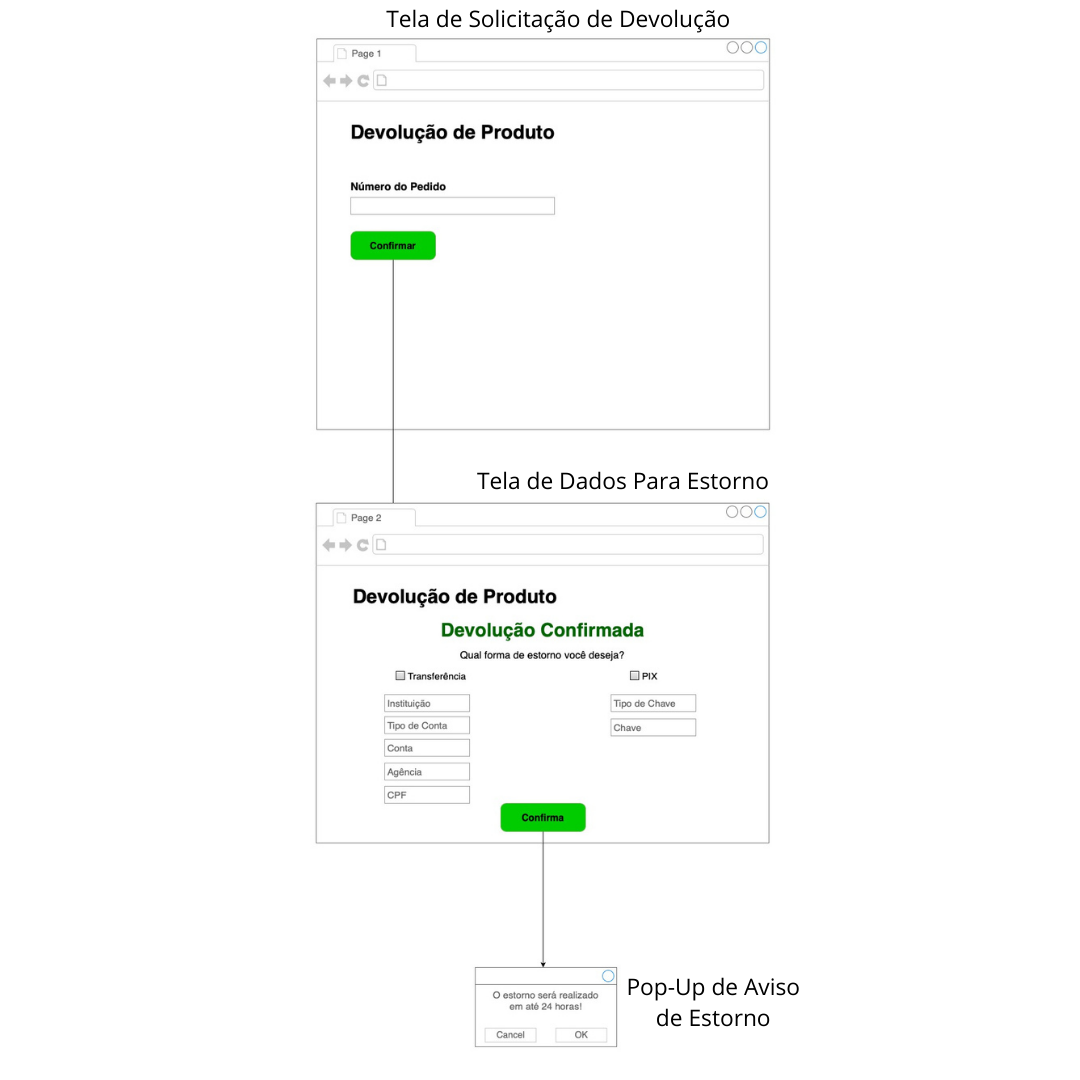 Tela de Solicitação de Devolução
Page 1
Devolução de Produto
Número do Pedido
Confirmar
Tela de Dados Para Estorno
Page 2
Devolução de Produto
Devolução Confirmada
Qual forma de estorno você deseja?
Transferência
PIX
Instituição
Tipo de Chave
Tipo de Conta
Chave
Conta
Agência
CPF
Confirma
O estorno será realizado
em até 24 horas!
Cancel
OK
Pop-Up de Aviso
de Estorno